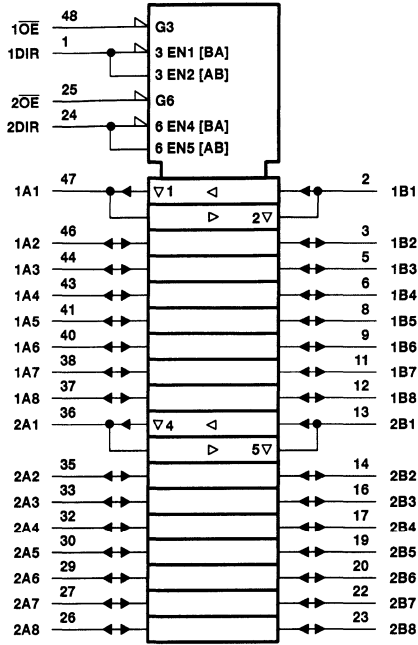 48
1OE G3
1
1DIR 3 EN1 [BA]
3 EN2 [AB]
25
2OE G6
24
2DIR 6 EN4 [BA]
6 EN5 [AB]
47 2
1A1 ▽1 ◁ 1B1
▷ 2▽
46 3
1A2 1B2
44 5
1A3 1B3
43 6
1A4 1B4
41 8
1A5 1B5
40 9
1A6 1B6
38 11
1A7 1B7
37 12
1A8 1B8
36 13
2A1 ▽4 ◁ 2B1
▷ 5▽
35 14
2A2 2B2
33 16
2A3 2B3
32 17
2A4 2B4
30 19
2A5 2B5
29 20
2A6 2B6
27 22
2A7 2B7
26 23
2A8 2B8